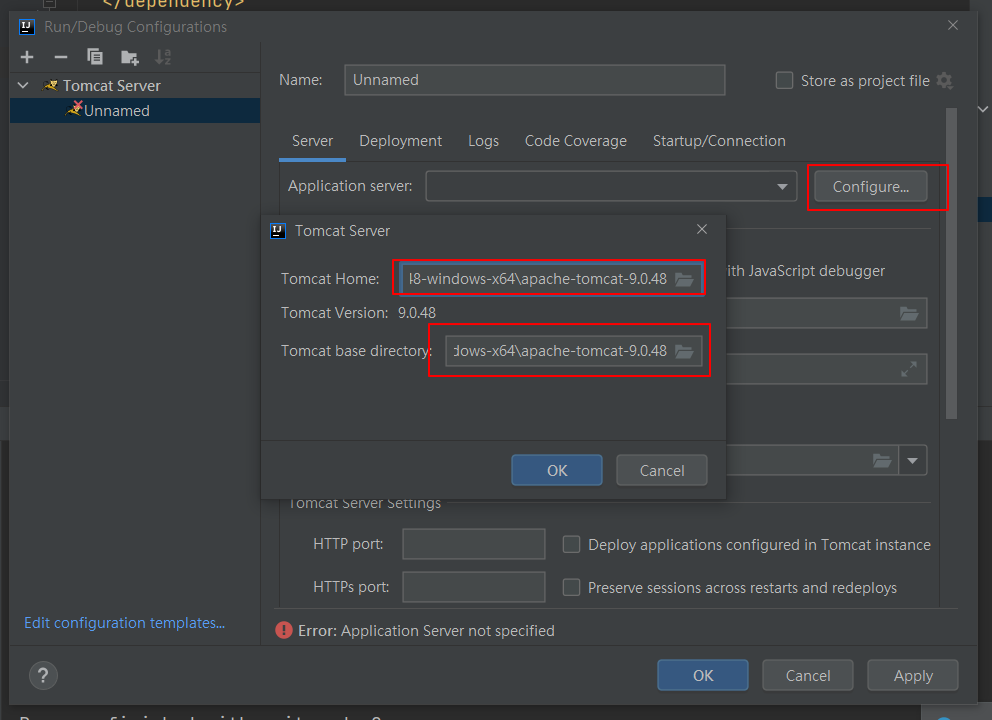 </dependency>
Run/Debug Configurations
Tomcat Server
Unnamed
Name: Unnamed
Store as project file
Server Deployment Logs Code Coverage Startup/Connection
Application server: Configure...
Tomcat Server
Tomcat Home: 48-windows-x64\apache-tomcat-9.0.48
with JavaScript debugger
Tomcat Version: 9.0.48
Tomcat base directory: dows-x64\apache-tomcat-9.0.48
OK Cancel
Tomcat Server Settings
HTTP port: Deploy applications configured in Tomcat instance
HTTPs port: Preserve sessions across restarts and redeploys
Edit configuration templates...
Error: Application Server not specified
? OK Cancel Apply